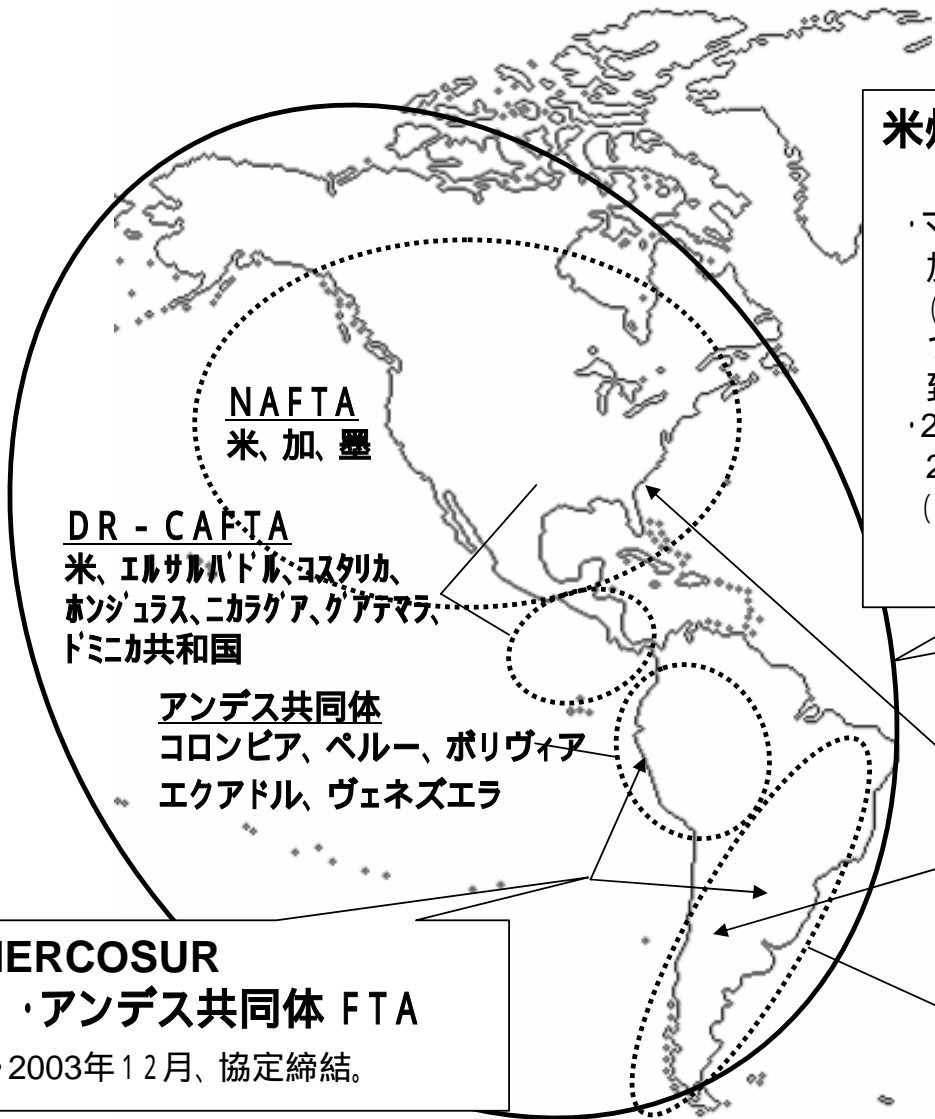 NAFTA
米、加、墨
DR-CAFTA
米、エルサルバドル、コスタリカ、
ホンジュラス、ニカラグア、グアテマラ、
ドミニカ共和国
アンデス共同体
コロンビア、ペルー、ボリヴィア
エクアドル、ヴェネズエラ
ERCOSUR
・アンデス共同体 FTA
・2003年12月、協定締結。
米
・マ
・2
2
(